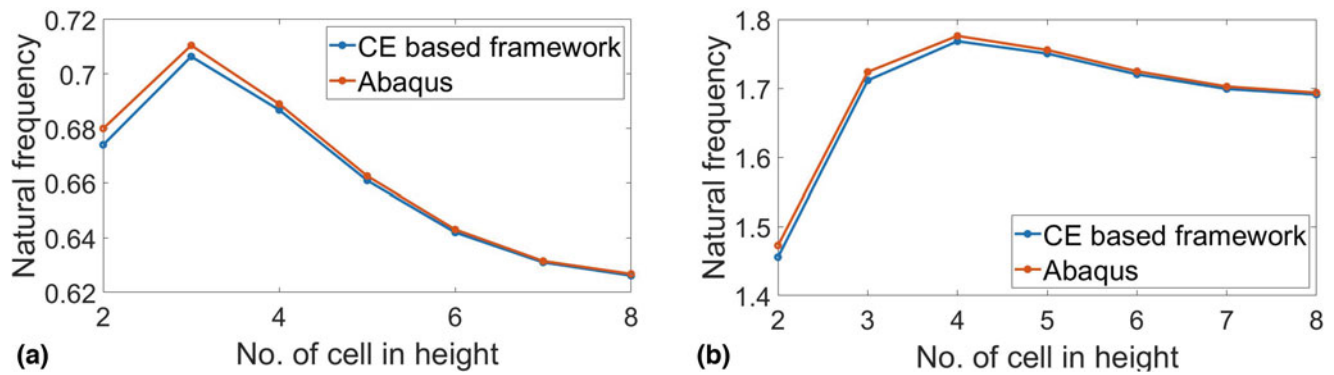 0.72
0.7
0.68
0.66
0.64
0.62
Natural frequency
CE based framework
Abaqus
2 4 6 8
No. of cell in height
(a)
1.8
1.7
1.6
1.5
1.4
Natural frequency
CE based framework
Abaqus
2 3 4 5 6 7 8
No. of cell in height
(b)